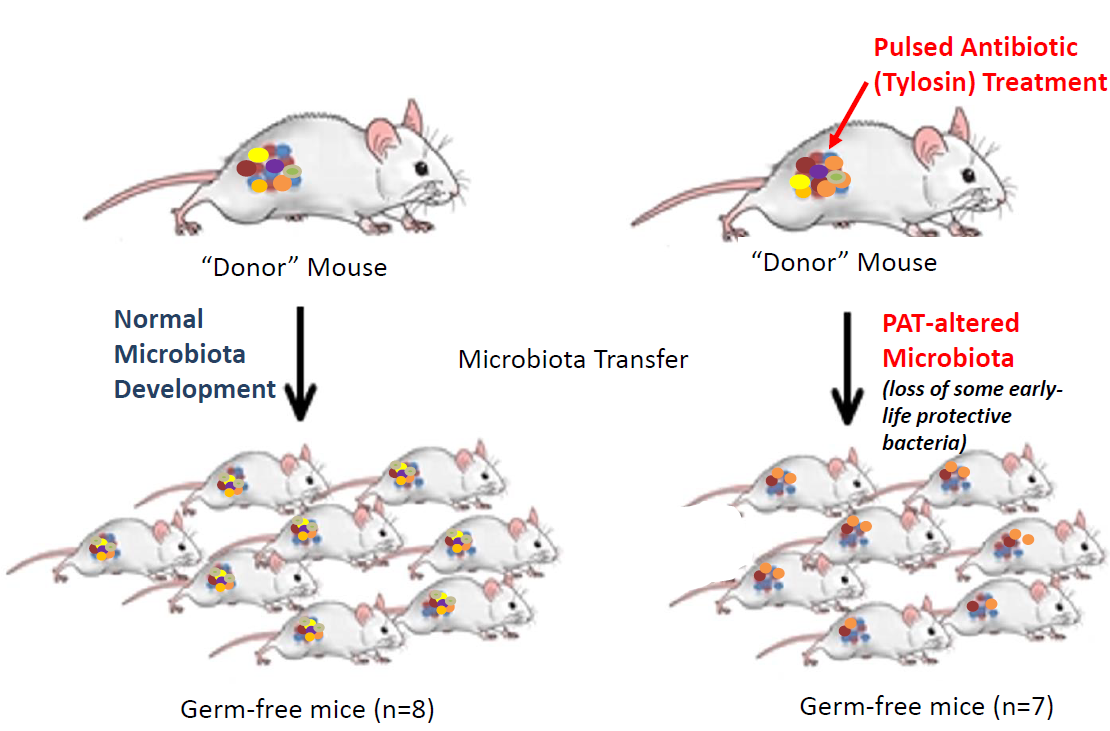 Pulsed Antibiotic
(Tylosin) Treatment
“Donor” Mouse
“Donor” Mouse
Normal
Microbiota
Development
Microbiota Transfer
PAT-altered
Microbiota
(loss of some early-
life protective
bacteria)
Germ-free mice (n=8)
Germ-free mice (n=7)